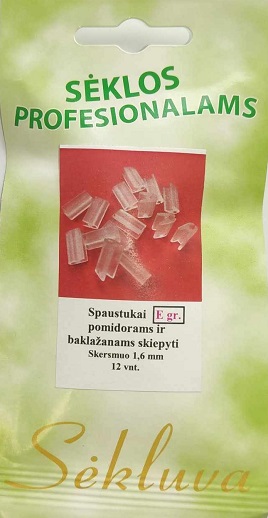 SĖKLOS
PROFESIONALAMS
Spaustukai E gr.
pomidorams ir
baklažanams skiepyti
Skersmuo 1,6 mm
12 vnt.
Sėkluva